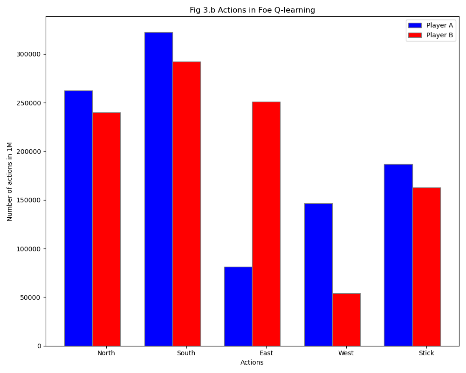 Fig 3.b Actions in Foe Q-learning
Player A
Player B
Number of actions in 1M
300000
250000
200000
150000
100000
50000
0
North South East West Stick
Actions